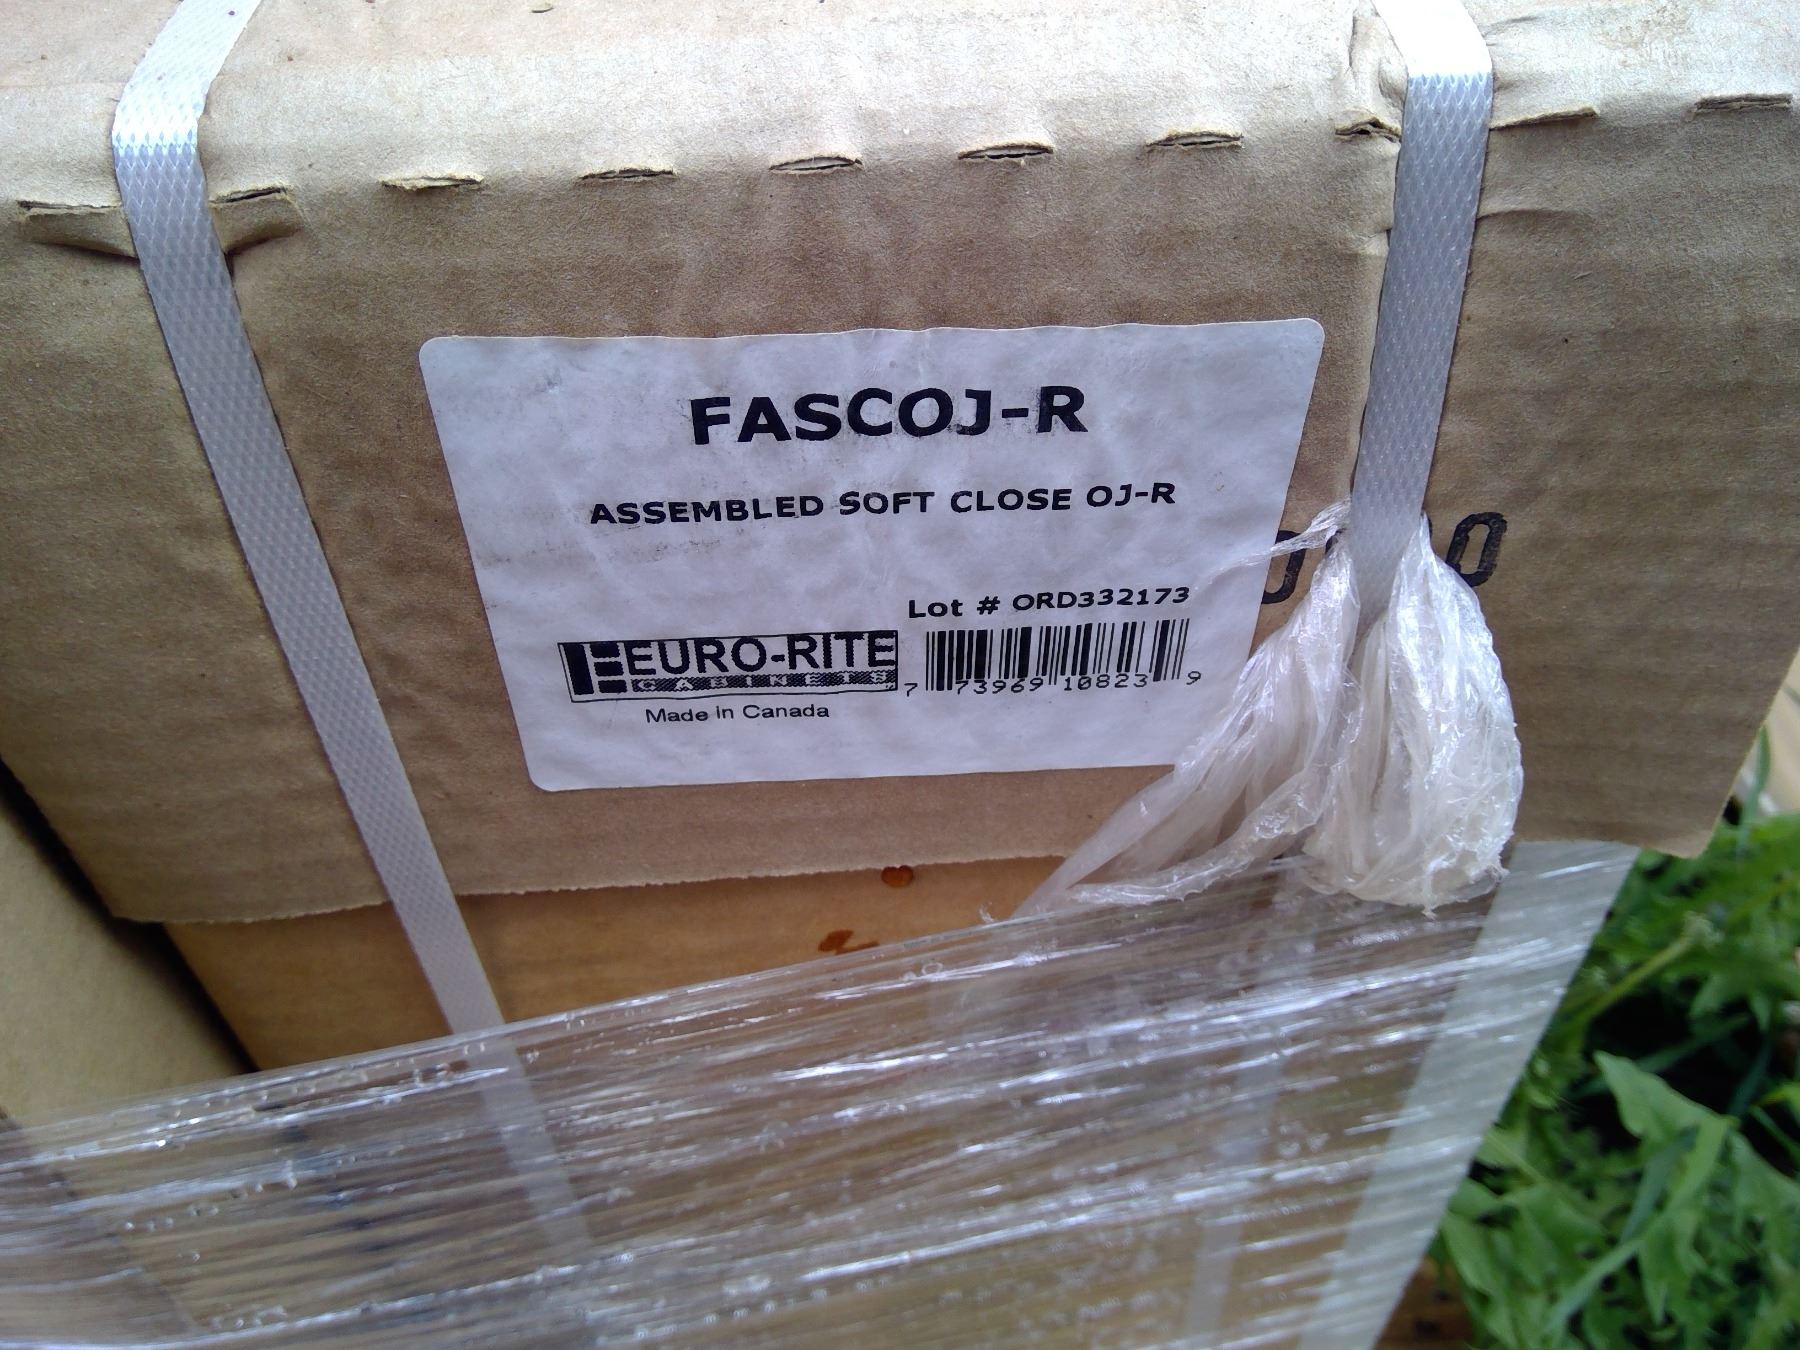 FASCOJ-R
ASSEMBLED SOFT CLOSE OJ-R
Lot # ORD332173
EURO-RITE
CABINETS
7 73969 10823 9
Made in Canada